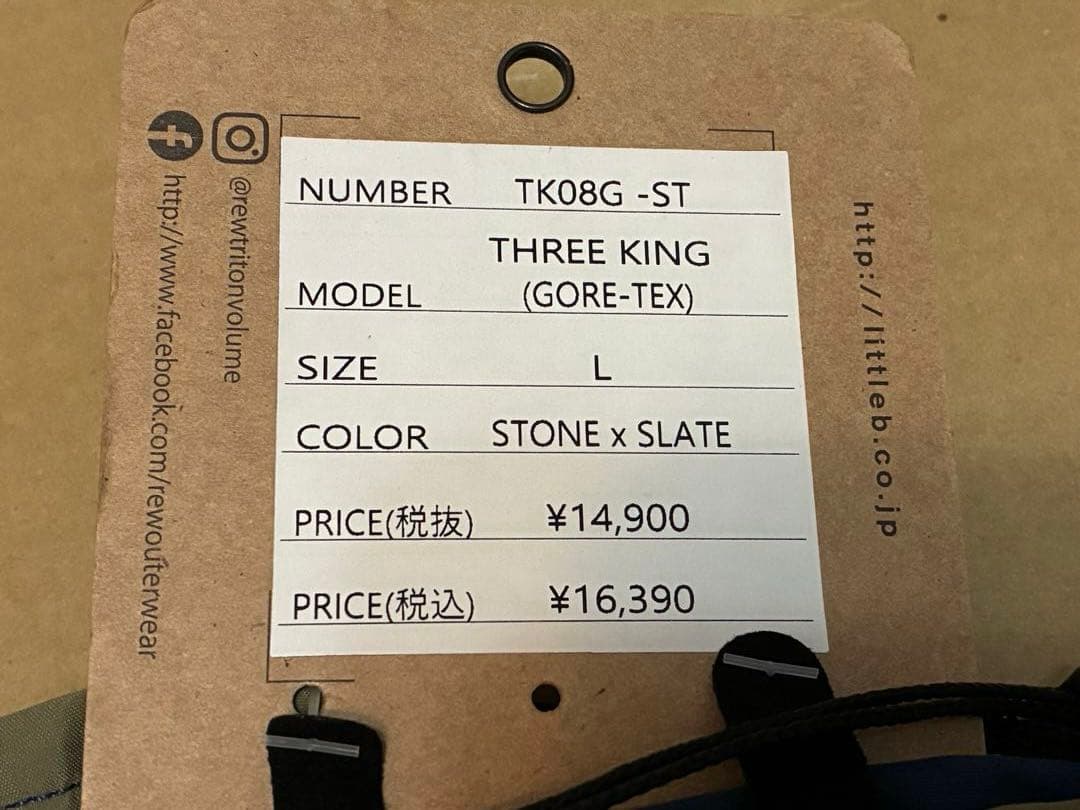 NUMBER TK08G -ST
MODEL THREE KING
(GORE-TEX)
SIZE L
COLOR STONE x SLATE
PRICE(税抜) ¥14,900
PRICE(税込) ¥16,390
@rewtritonvolume
http://www.facebook.com/rewouterwear
http://littleb.co.jp